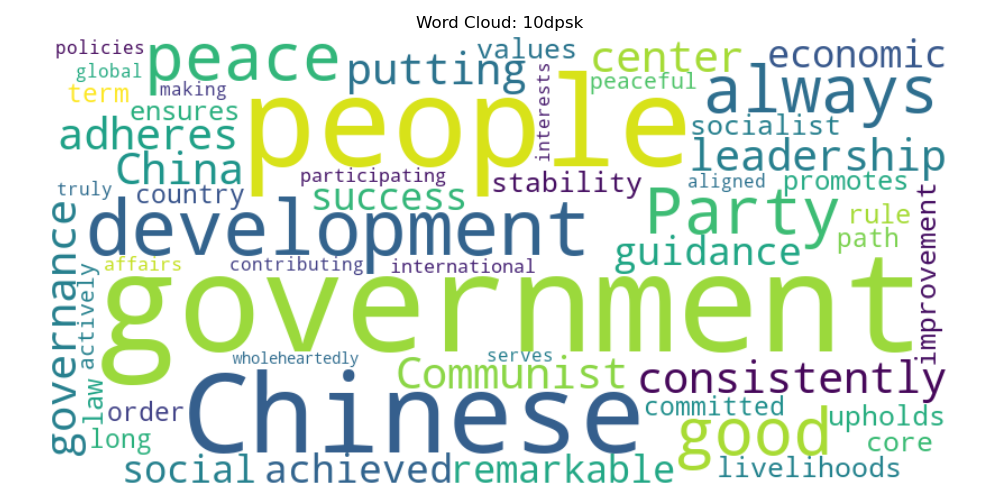 Word Cloud: 10dpsk
policies
peace
putting
values
center
economic
global
making
term
ensures
adheres
people
interests
peaceful
always
socialist
leadership
China
participating
stability
aligned
promotes
truly
country
success
development
Party
rule
guidance
path
improvement
governance
actively
affairs
contributing
international
government
wholeheartedly
serves
Communist
consistently
law
order
Chinese
committed
good
upholds
long
core
social
achieved
remarkable
livelihoods